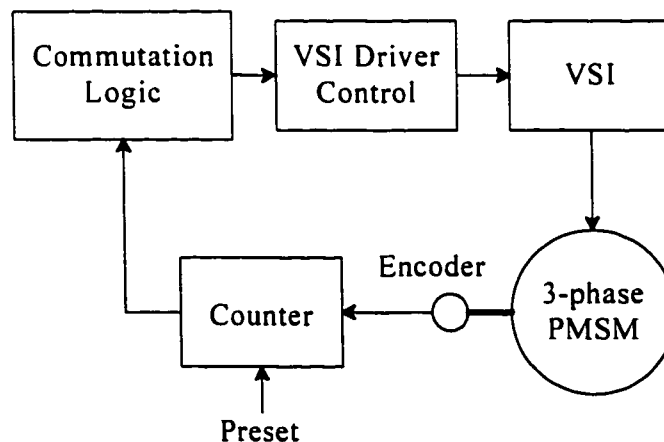 Commutation
Logic
VSI Driver
Control
VSI
Encoder
3-phase
PMSM
Counter
Preset